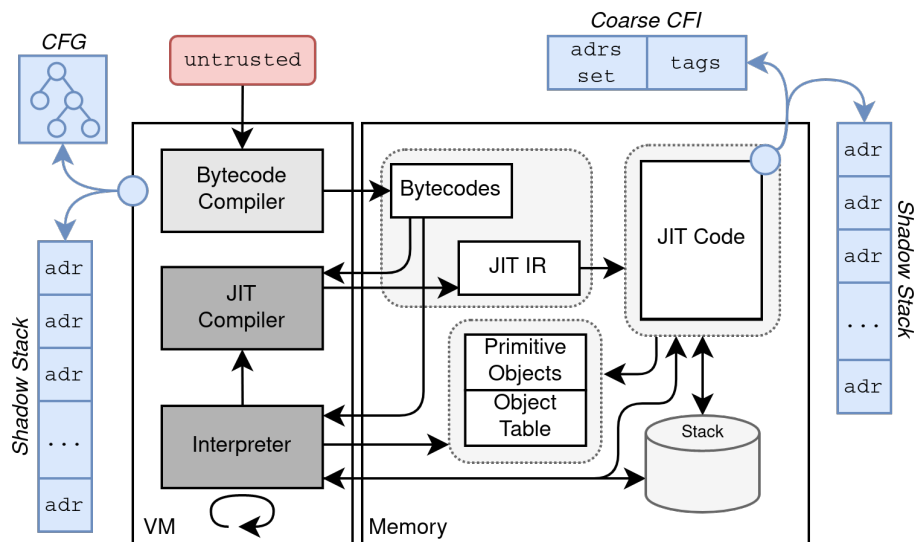 CFG
untrusted
Coarse CFI
adrs
set
tags
Bytecode
Compiler
Bytecodes
JIT IR
JIT Code
JIT
Compiler
Primitive
Objects
Object
Table
Interpreter
Stack
VM
Memory
Shadow Stack
adr
adr
adr
...
adr
Shadow Stack
adr
adr
adr
...
adr